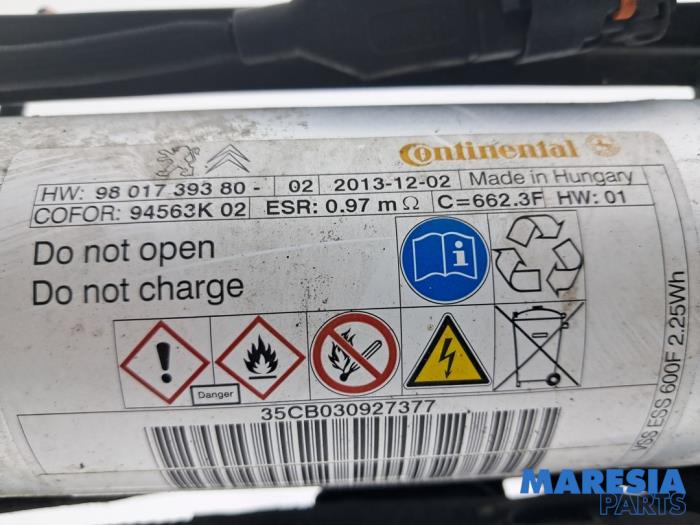 Continental
HW: 98 017 393 80 - 02 2013-12-02 Made in Hungary
COFOR: 94563K 02 ESR: 0.97 mΩ C=662.3F HW: 01
Do not open
Do not charge
i
Danger
35CB030927377
VSS ESS 600F 2.25Wh
MARESIA
PARTS